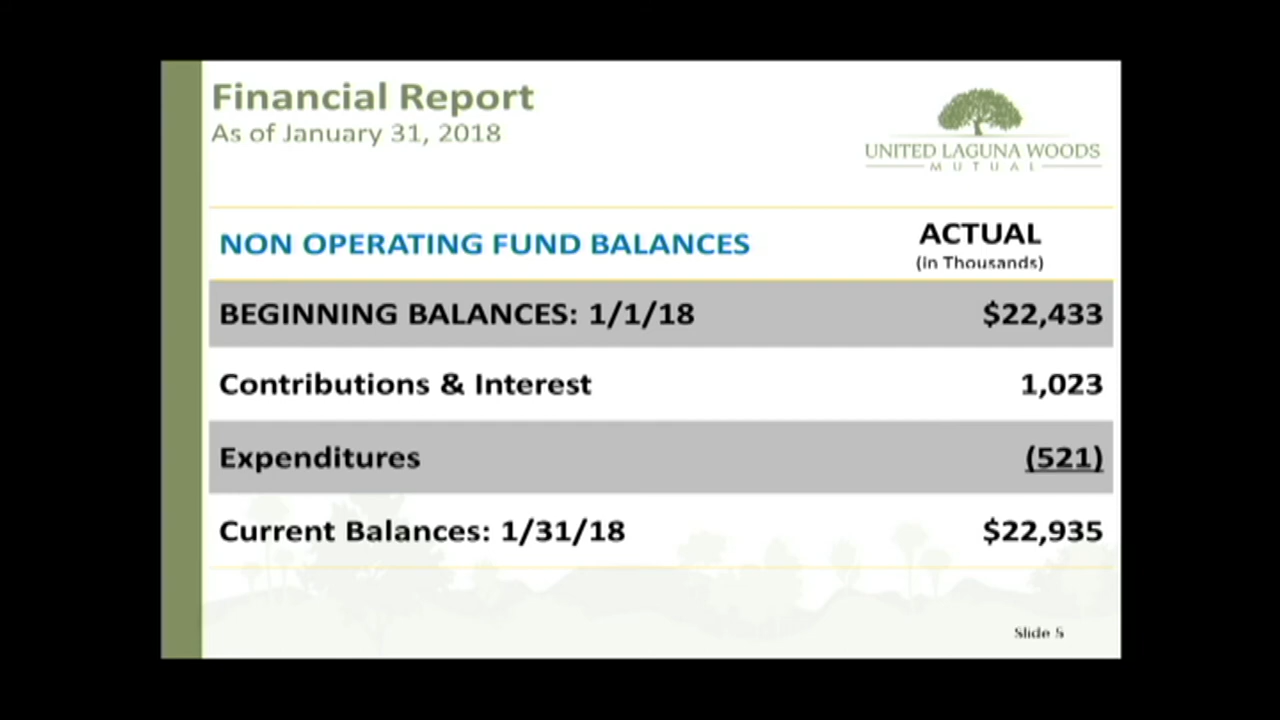 Financial Report
As of January 31, 2018
UNITED LAGUNA WOODS
MUTUAL
NON OPERATING FUND BALANCES
ACTUAL
(in Thousands)
BEGINNING BALANCES: 1/1/18 $22,433
Contributions & Interest 1,023
Expenditures (521)
Current Balances: 1/31/18 $22,935
Slide 5